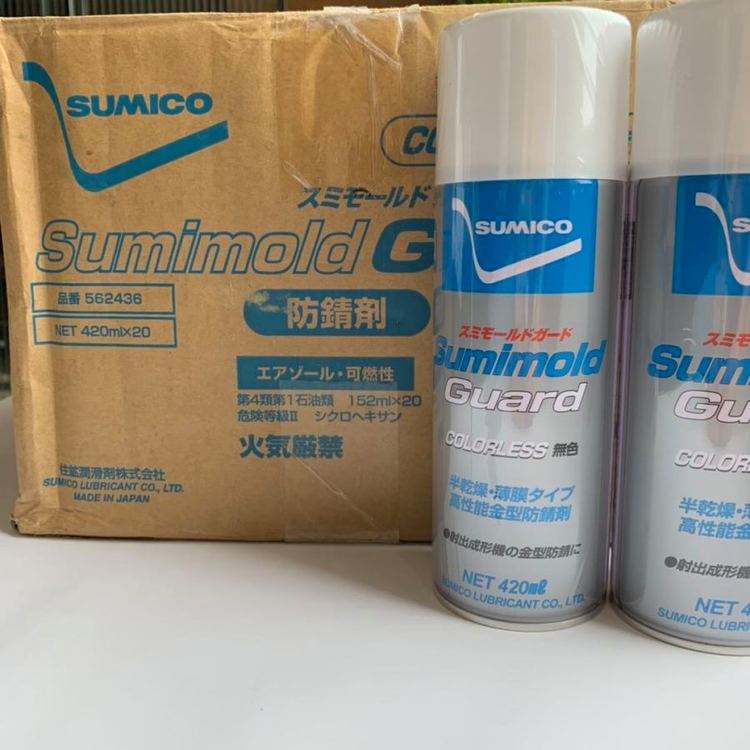 SUMICO
スミモールド
Sumimold G
品番 562436
NET 420ml×20
防錆剤
エアゾール・可燃性
第4類第1石油類 152ml×20
危険等級II シクロヘキサン
火気厳禁
住鉱潤滑剤株式会社
SUMICO LUBRICANT CO., LTD.
MADE IN JAPAN
SUMICO
スミモールドガード
Sumimold
Guard
COLORLESS 無色
半乾燥・薄膜タイプ
高性能金型防錆剤
●射出成形機の金型防錆に
NET 420mℓ
SUMICO LUBRICANT CO., LTD.
S
スミモ
Sum
Gu
COLOR
半乾燥・薄
高性能金
●射出成形機
NET 4
SUMICO LUBRI